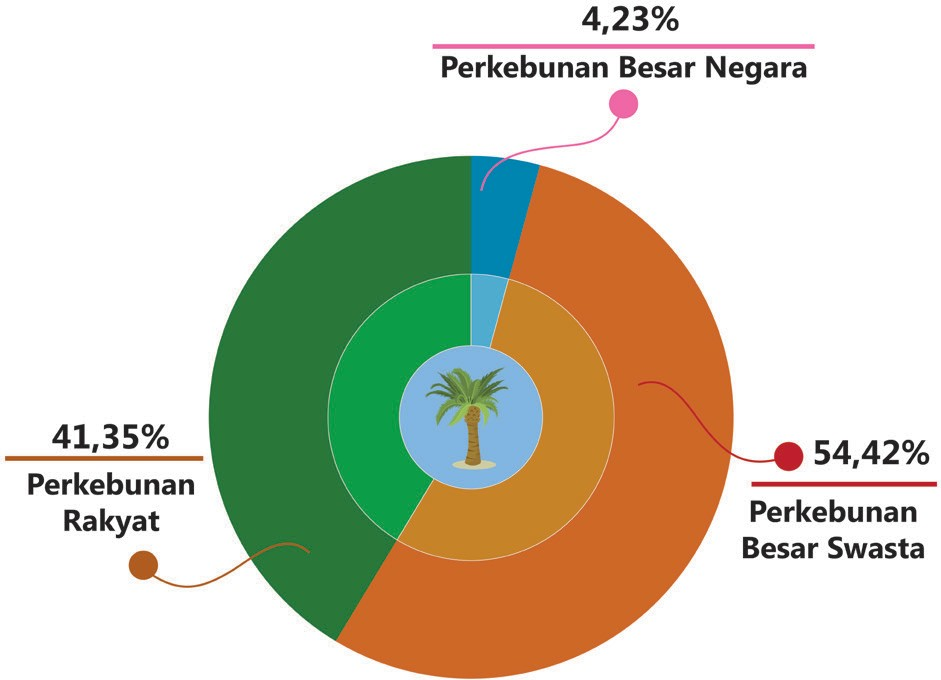 4,23%
Perkebunan Besar Negara
41,35%
Perkebunan
Rakyat
54,42%
Perkebunan
Besar Swasta